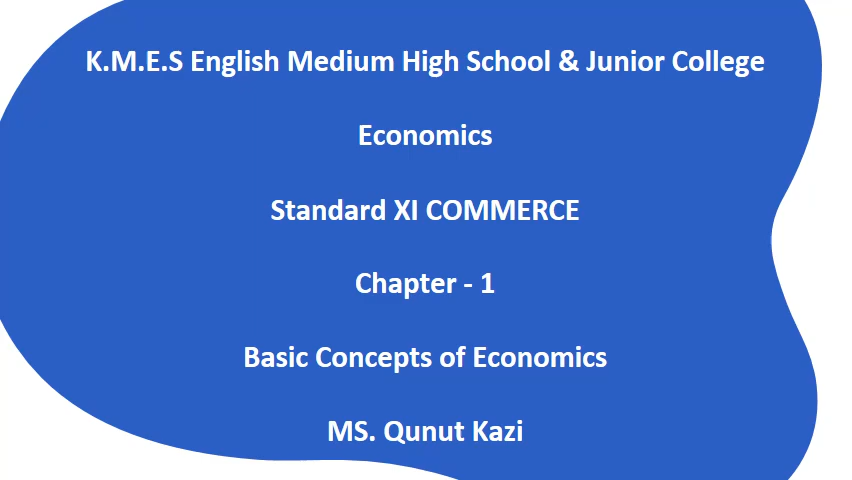 K.M.E.S English Medium High School & Junior College
Economics
Standard XI COMMERCE
Chapter - 1
Basic Concepts of Economics
MS. Qunut Kazi